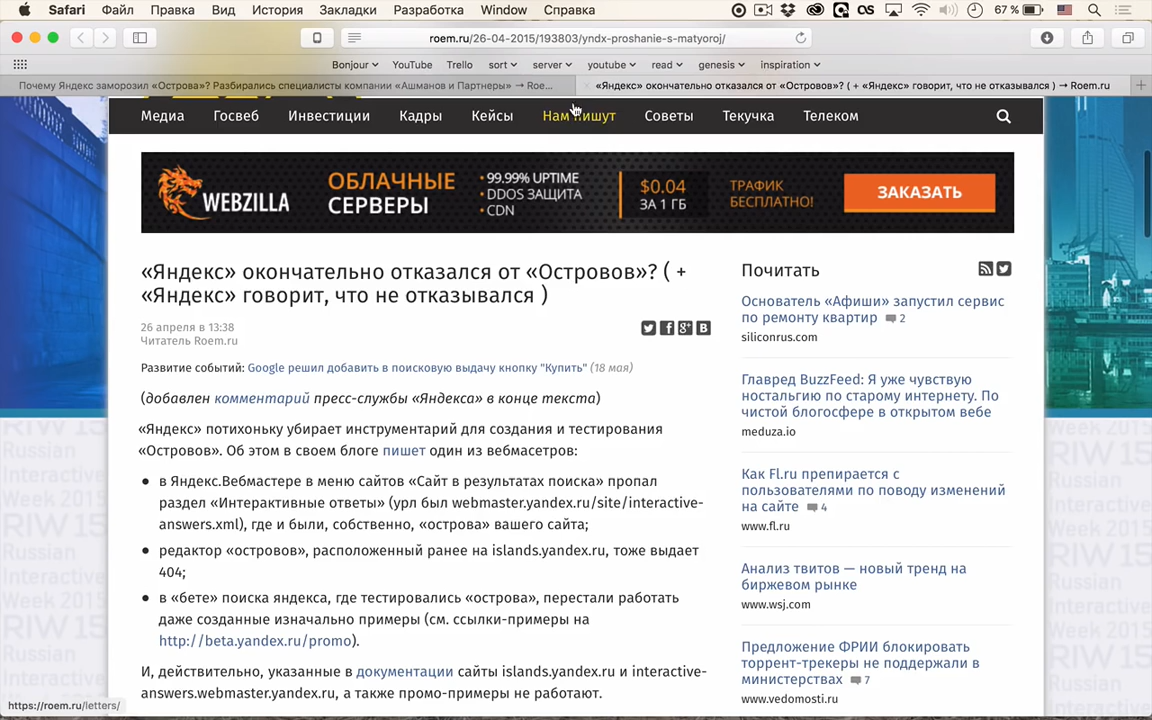 Safari Файл Правка Вид История Закладки Разработка Window Справка 67 %
roem.ru/26-04-2015/193803/yndx-proshanie-s-matyoroj/
Bonjour YouTube Trello sort server youtube read genesis inspiration
Почему Яндекс заморозил «Острова»? Разбирались специалисты компании «Ашманов и Партнеры» → Roe...
«Яндекс» окончательно отказался от «Островов»? ( + «Яндекс» говорит, что не отказывался ) → Roem.ru
Медиа Госвеб Инвестиции Кадры Кейсы Нам пишут Советы Текучка Телеком
WEBZILLA
ОБЛАЧНЫЕ
СЕРВЕРЫ
• 99.99% UPTIME
• DDOS ЗАЩИТА
• CDN
$0.04
ЗА 1 ГБ
ТРАФИК
БЕСПЛАТНО!
ЗАКАЗАТЬ
«Яндекс» окончательно отказался от «Островов»? ( +
«Яндекс» говорит, что не отказывался )
26 апреля в 13:38
Читатель Roem.ru
Развитие событий: Google решил добавить в поисковую выдачу кнопку "Купить" (18 мая)
(добавлен комментарий пресс-службы «Яндекса» в конце текста)
«Яндекс» потихоньку убирает инструментарий для создания и тестирования
«Островов». Об этом в своем блоге пишет один из вебмасетров:
• в Яндекс.Вебмастере в меню сайтов «Сайт в результатах поиска» пропал
раздел «Интерактивные ответы» (урл был webmaster.yandex.ru/site/interactive-
answers.xml), где и были, собственно, «острова» вашего сайта;
• редактор «островов», расположенный ранее на islands.yandex.ru, тоже выдает
404;
• в «бете» поиска яндекса, где тестировались «острова», перестали работать
даже созданные изначально примеры (см. ссылки-примеры на
http://beta.yandex.ru/promo).
И, действительно, указанные в документации сайты islands.yandex.ru и interactive-
answers.webmaster.yandex.ru, а также промо-примеры не работают.
Почитать
Основатель «Афиши» запустил сервис
по ремонту квартир 2
siliconrus.com
Главред BuzzFeed: Я уже чувствую
ностальгию по старому интернету. По
чистой блогосфере в открытом вебе
meduza.io
Как Fl.ru препирается с
пользователями по поводу изменений
на сайте 4
www.fl.ru
Анализ твитов — новый тренд на
биржевом рынке
www.wsj.com
Предложение ФРИИ блокировать
торрент-трекеры не поддержали в
министерствах 7
www.vedomosti.ru
RIW 15
Russian
Interactive
Week 2015
RIW 15
Russian
Interactive
Week 2015
https://roem.ru/letters/